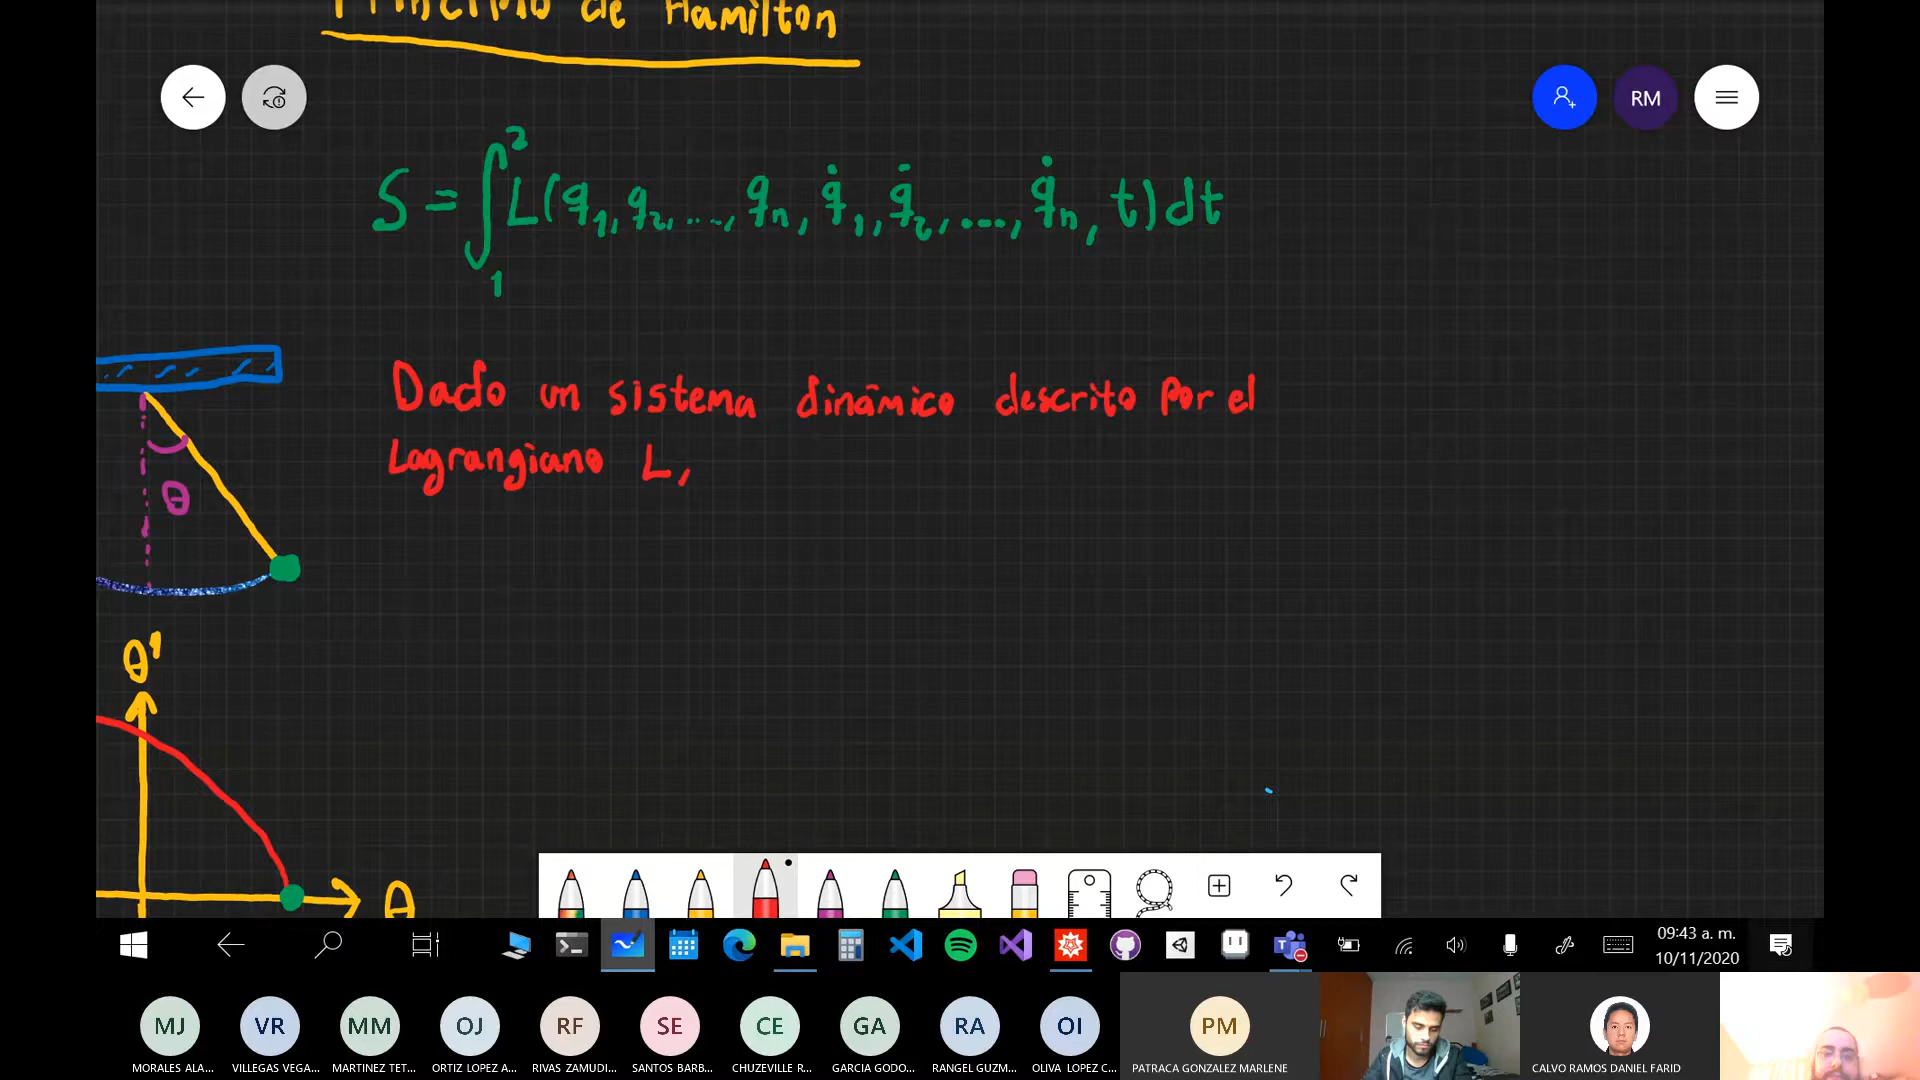 Principio de Hamilton
RM
S = ∫₁² L(q₁, q₂, ..., qₙ, q̇₁, q̇₂, ..., q̇ₙ, t) dt
Dado un sistema dinámico descrito por el
Lagrangiano L,
θ
θ'
θ
09:43 a. m.
10/11/2020
MJ
VR
MM
OJ
RF
SE
CE
GA
RA
OI
PM
MORALES ALA...
VILLEGAS VEGA...
MARTINEZ TET...
ORTIZ LOPEZ A...
RIVAS ZAMUDI...
SANTOS BARB...
CHUZEVILLE R...
GARCIA GODO...
RANGEL GUZM...
OLIVA LOPEZ C...
PATRACA GONZALEZ MARLENE
CALVO RAMOS DANIEL FARID